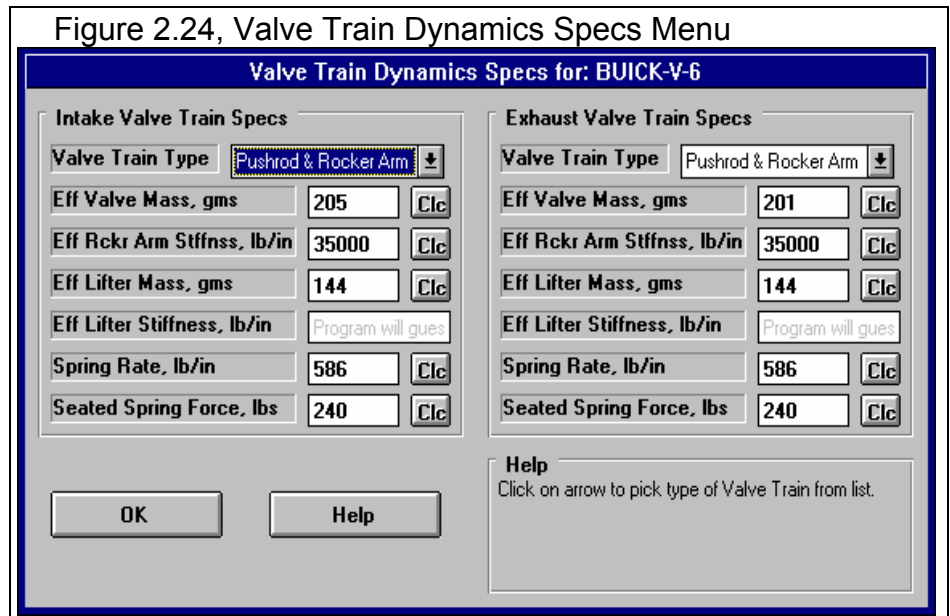 Figure 2.24, Valve Train Dynamics Specs Menu
Valve Train Dynamics Specs for: BUICK-V-6
Intake Valve Train Specs
Valve Train Type Pushrod & Rocker Arm
Eff Valve Mass, gms 205 Clc
Eff Rckr Arm Stffnss, lb/in 35000 Clc
Eff Lifter Mass, gms 144 Clc
Eff Lifter Stiffness, lb/in Program will gues
Spring Rate, lb/in 586 Clc
Seated Spring Force, lbs 240 Clc
Exhaust Valve Train Specs
Valve Train Type Pushrod & Rocker Arm
Eff Valve Mass, gms 201 Clc
Eff Rckr Arm Stffnss, lb/in 35000 Clc
Eff Lifter Mass, gms 144 Clc
Eff Lifter Stiffness, lb/in Program will gues
Spring Rate, lb/in 586 Clc
Seated Spring Force, lbs 240 Clc
OK Help
Help
Click on arrow to pick type of Valve Train from list.